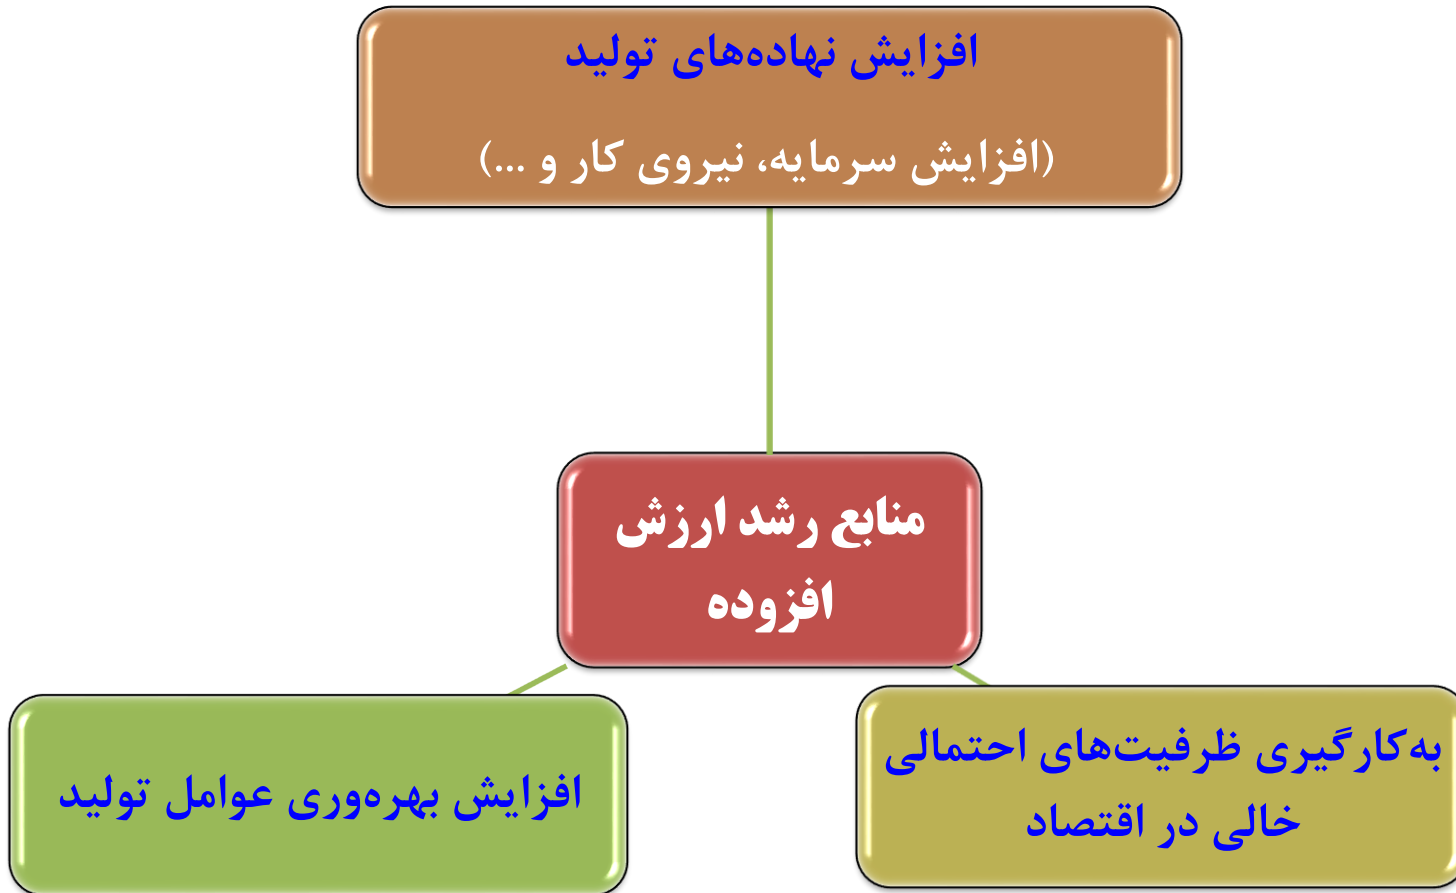 افزایش نهاده‌های تولید
(افزایش سرمایه، نیروی کار و ...)
منابع رشد ارزش
افزوده
به‌کارگیری ظرفیت‌های احتمالی
خالی در اقتصاد
افزایش بهره‌وری عوامل تولید